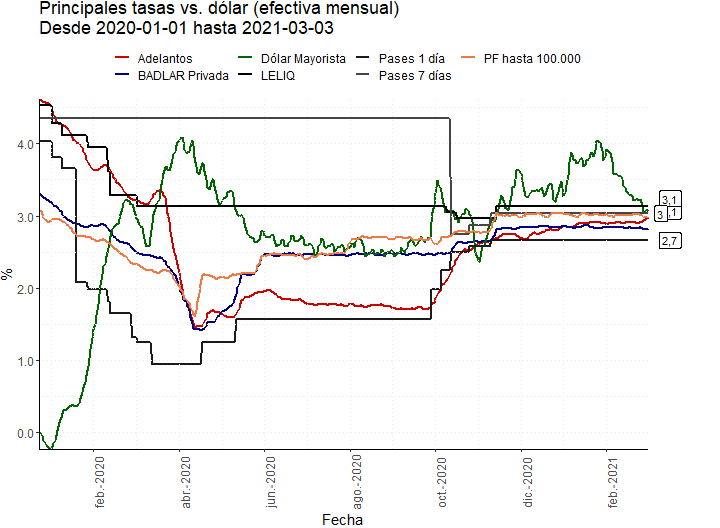 Principales tasas vs. dólar (efectiva mensual)
Desde 2020-01-01 hasta 2021-03-03
Adelantos Dólar Mayorista Pases 1 día PF hasta 100.000
BADLAR Privada LELIQ Pases 7 días
4.0
3.0
2.0
1.0
0.0
%
3,1
3
,1
2,7
feb.-2020 abr.-2020 jun.-2020 ago.-2020 oct.-2020 dic.-2020 feb.-2021
Fecha